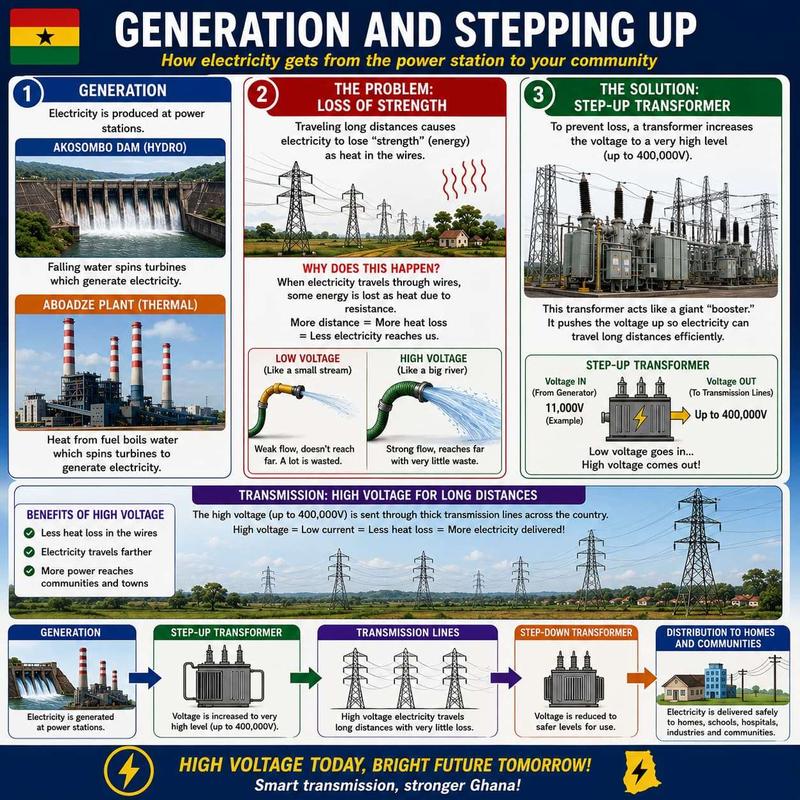 GENERATION AND STEPPING UP
How electricity gets from the power station to your community
1 GENERATION
Electricity is produced at power
stations.
AKOSOMBO DAM (HYDRO)
Falling water spins turbines
which generate electricity.
ABOADZE PLANT (THERMAL)
Heat from fuel boils water
which spins turbines to
generate electricity.
2 THE PROBLEM:
LOSS OF STRENGTH
Traveling long distances causes
electricity to lose "strength" (energy)
as heat in the wires.
WHY DOES THIS HAPPEN?
When electricity travels through wires,
some energy is lost as heat due to
resistance.
More distance = More heat loss
= Less electricity reaches us.
LOW VOLTAGE
(Like a small stream)
Weak flow, doesn't reach
far. A lot is wasted.
HIGH VOLTAGE
(Like a big river)
Strong flow, reaches far
with very little waste.
3 THE SOLUTION:
STEP-UP TRANSFORMER
To prevent loss, a transformer increases
the voltage to a very high level
(up to 400,000V).
This transformer acts like a giant "booster."
It pushes the voltage up so electricity can
travel long distances efficiently.
STEP-UP TRANSFORMER
Voltage IN
(From Generator)
11,000V
(Example)
Voltage OUT
(To Transmission Lines)
Up to 400,000V
Low voltage goes in...
High voltage comes out!
TRANSMISSION: HIGH VOLTAGE FOR LONG DISTANCES
The high voltage (up to 400,000V) is sent through thick transmission lines across the country.
High voltage = Low current = Less heat loss = More electricity delivered!
BENEFITS OF HIGH VOLTAGE
Less heat loss in the wires
Electricity travels farther
More power reaches
communities and towns
GENERATION
Electricity is generated
at power stations.
STEP-UP TRANSFORMER
Voltage is increased to very
high level (up to 400,000V).
TRANSMISSION LINES
High voltage electricity travels
long distances with very little loss.
STEP-DOWN TRANSFORMER
Voltage is reduced to
safer levels for use.
DISTRIBUTION TO HOMES
AND COMMUNITIES
Electricity is delivered safely
to homes, schools, hospitals,
industries and communities.
HIGH VOLTAGE TODAY, BRIGHT FUTURE TOMORROW!
Smart transmission, stronger Ghana!